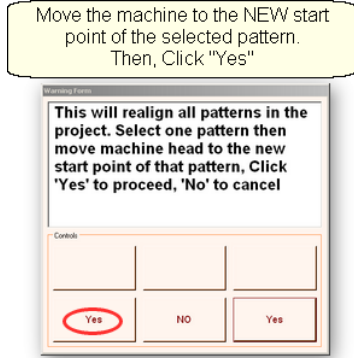 Move the machine to the NEW start
point of the selected pattern.
Then, Click "Yes"
Warning Form
This will realign all patterns in the
project. Select one pattern then
move machine head to the new
start point of that pattern, Click
'Yes' to proceed, 'No' to cancel
Controls
Yes NO Yes